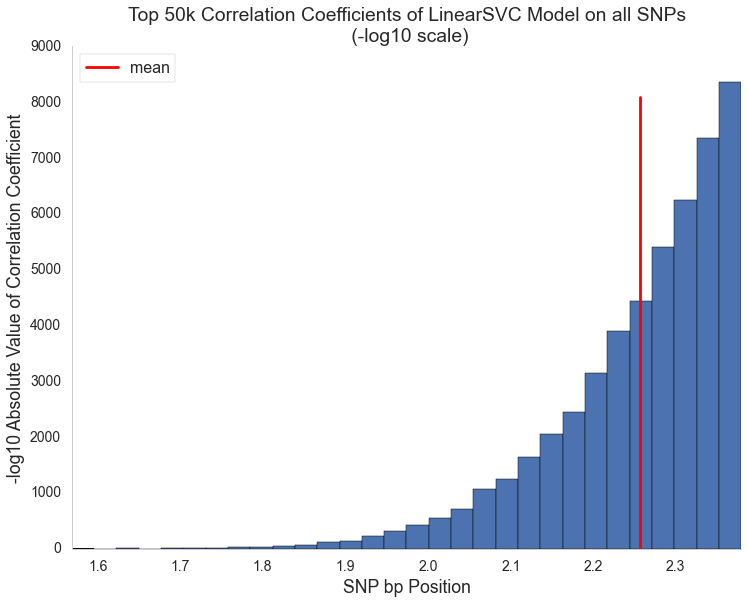 Top 50k Correlation Coefficients of LinearSVC Model on all SNPs
(-log10 scale)
mean
-log10 Absolute Value of Correlation Coefficient
9000
8000
7000
6000
5000
4000
3000
2000
1000
0
1.6 1.7 1.8 1.9 2.0 2.1 2.2 2.3
SNP bp Position